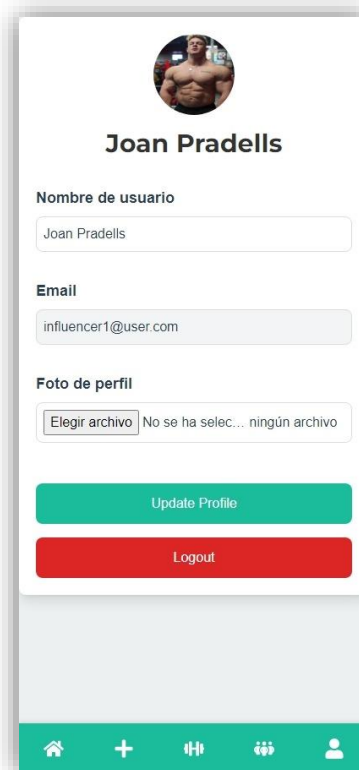 Joan Pradells
Nombre de usuario
Joan Pradells
Email
influencer1@user.com
Foto de perfil
Elegir archivo No se ha selec... ningún archivo
Update Profile
Logout